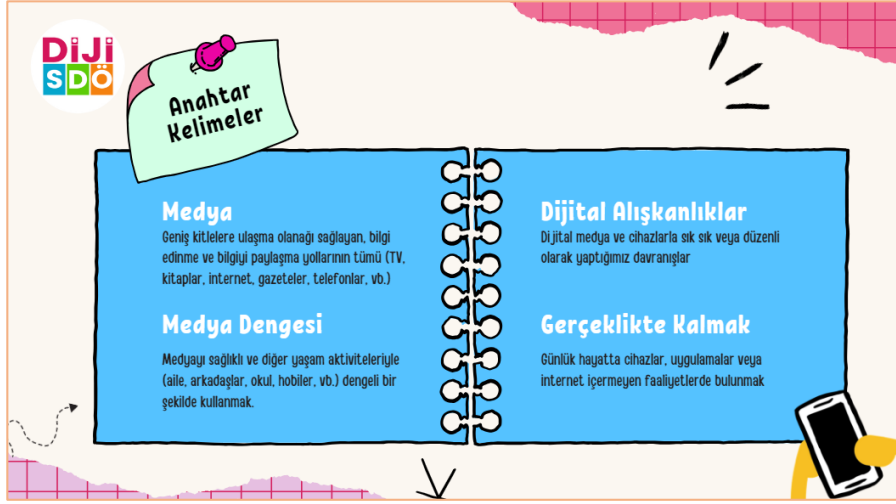 DiJi
SDÖ
Anahtar
Kelimeler
Medya
Geniş kitlelere ulaşma olanağı sağlayan, bilgi
edinme ve bilgiyi paylaşma yollarının tümü (TV,
kitaplar, internet, gazeteler, telefonlar, vb.)
Medya Dengesi
Medyayı sağlıklı ve diğer yaşam aktiviteleriyle
(aile, arkadaşlar, okul, hobiler, vb.) dengeli bir
şekilde kullanmak.
Dijital Alışkanlıklar
Dijital medya ve cihazlarla sık sık veya düzenli
olarak yaptığımız davranışlar
Gerçeklikte Kalmak
Günlük hayatta cihazlar, uygulamalar veya
internet içermeyen faaliyetlerde bulunmak